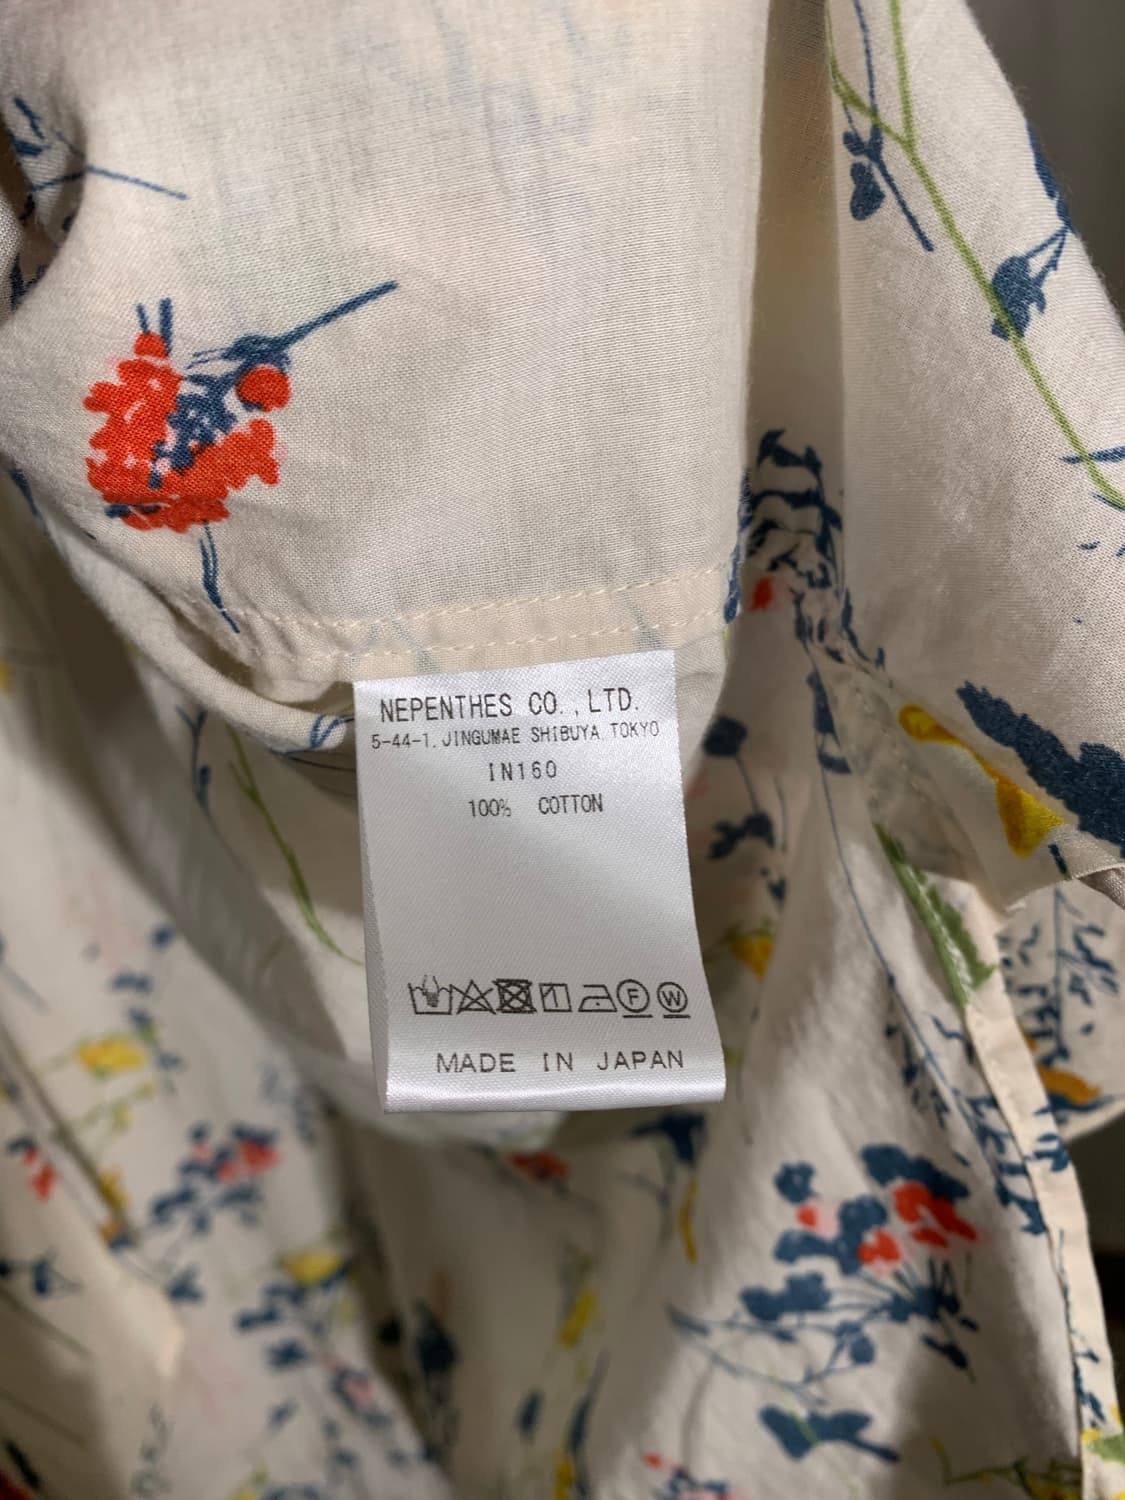 NEPENTHES CO.,LTD.
5-44-1, JINGUMAE SHIBUYA TOKYO
IN160
100% COTTON
F W
MADE IN JAPAN